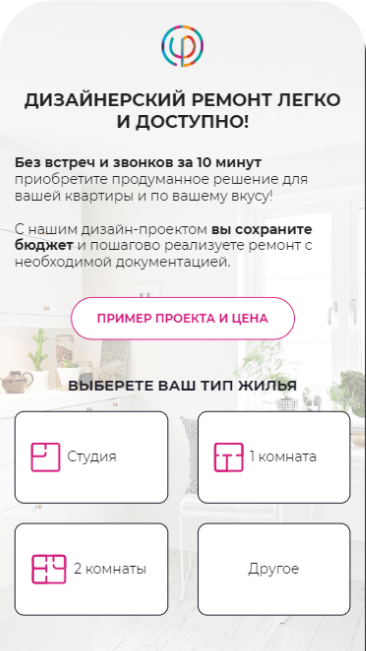 ДИЗАЙНЕРСКИЙ РЕМОНТ ЛЕГКО
И ДОСТУПНО!
Без встреч и звонков за 10 минут
приобретите продуманное решение для
вашей квартиры и по вашему вкусу!
С нашим дизайн-проектом вы сохраните
бюджет и пошагово реализуете ремонт с
необходимой документацией.
ПРИМЕР ПРОЕКТА И ЦЕНА
ВЫБЕРЕТЕ ВАШ ТИП ЖИЛЬЯ
Студия
1 комната
2 комнаты
Другое